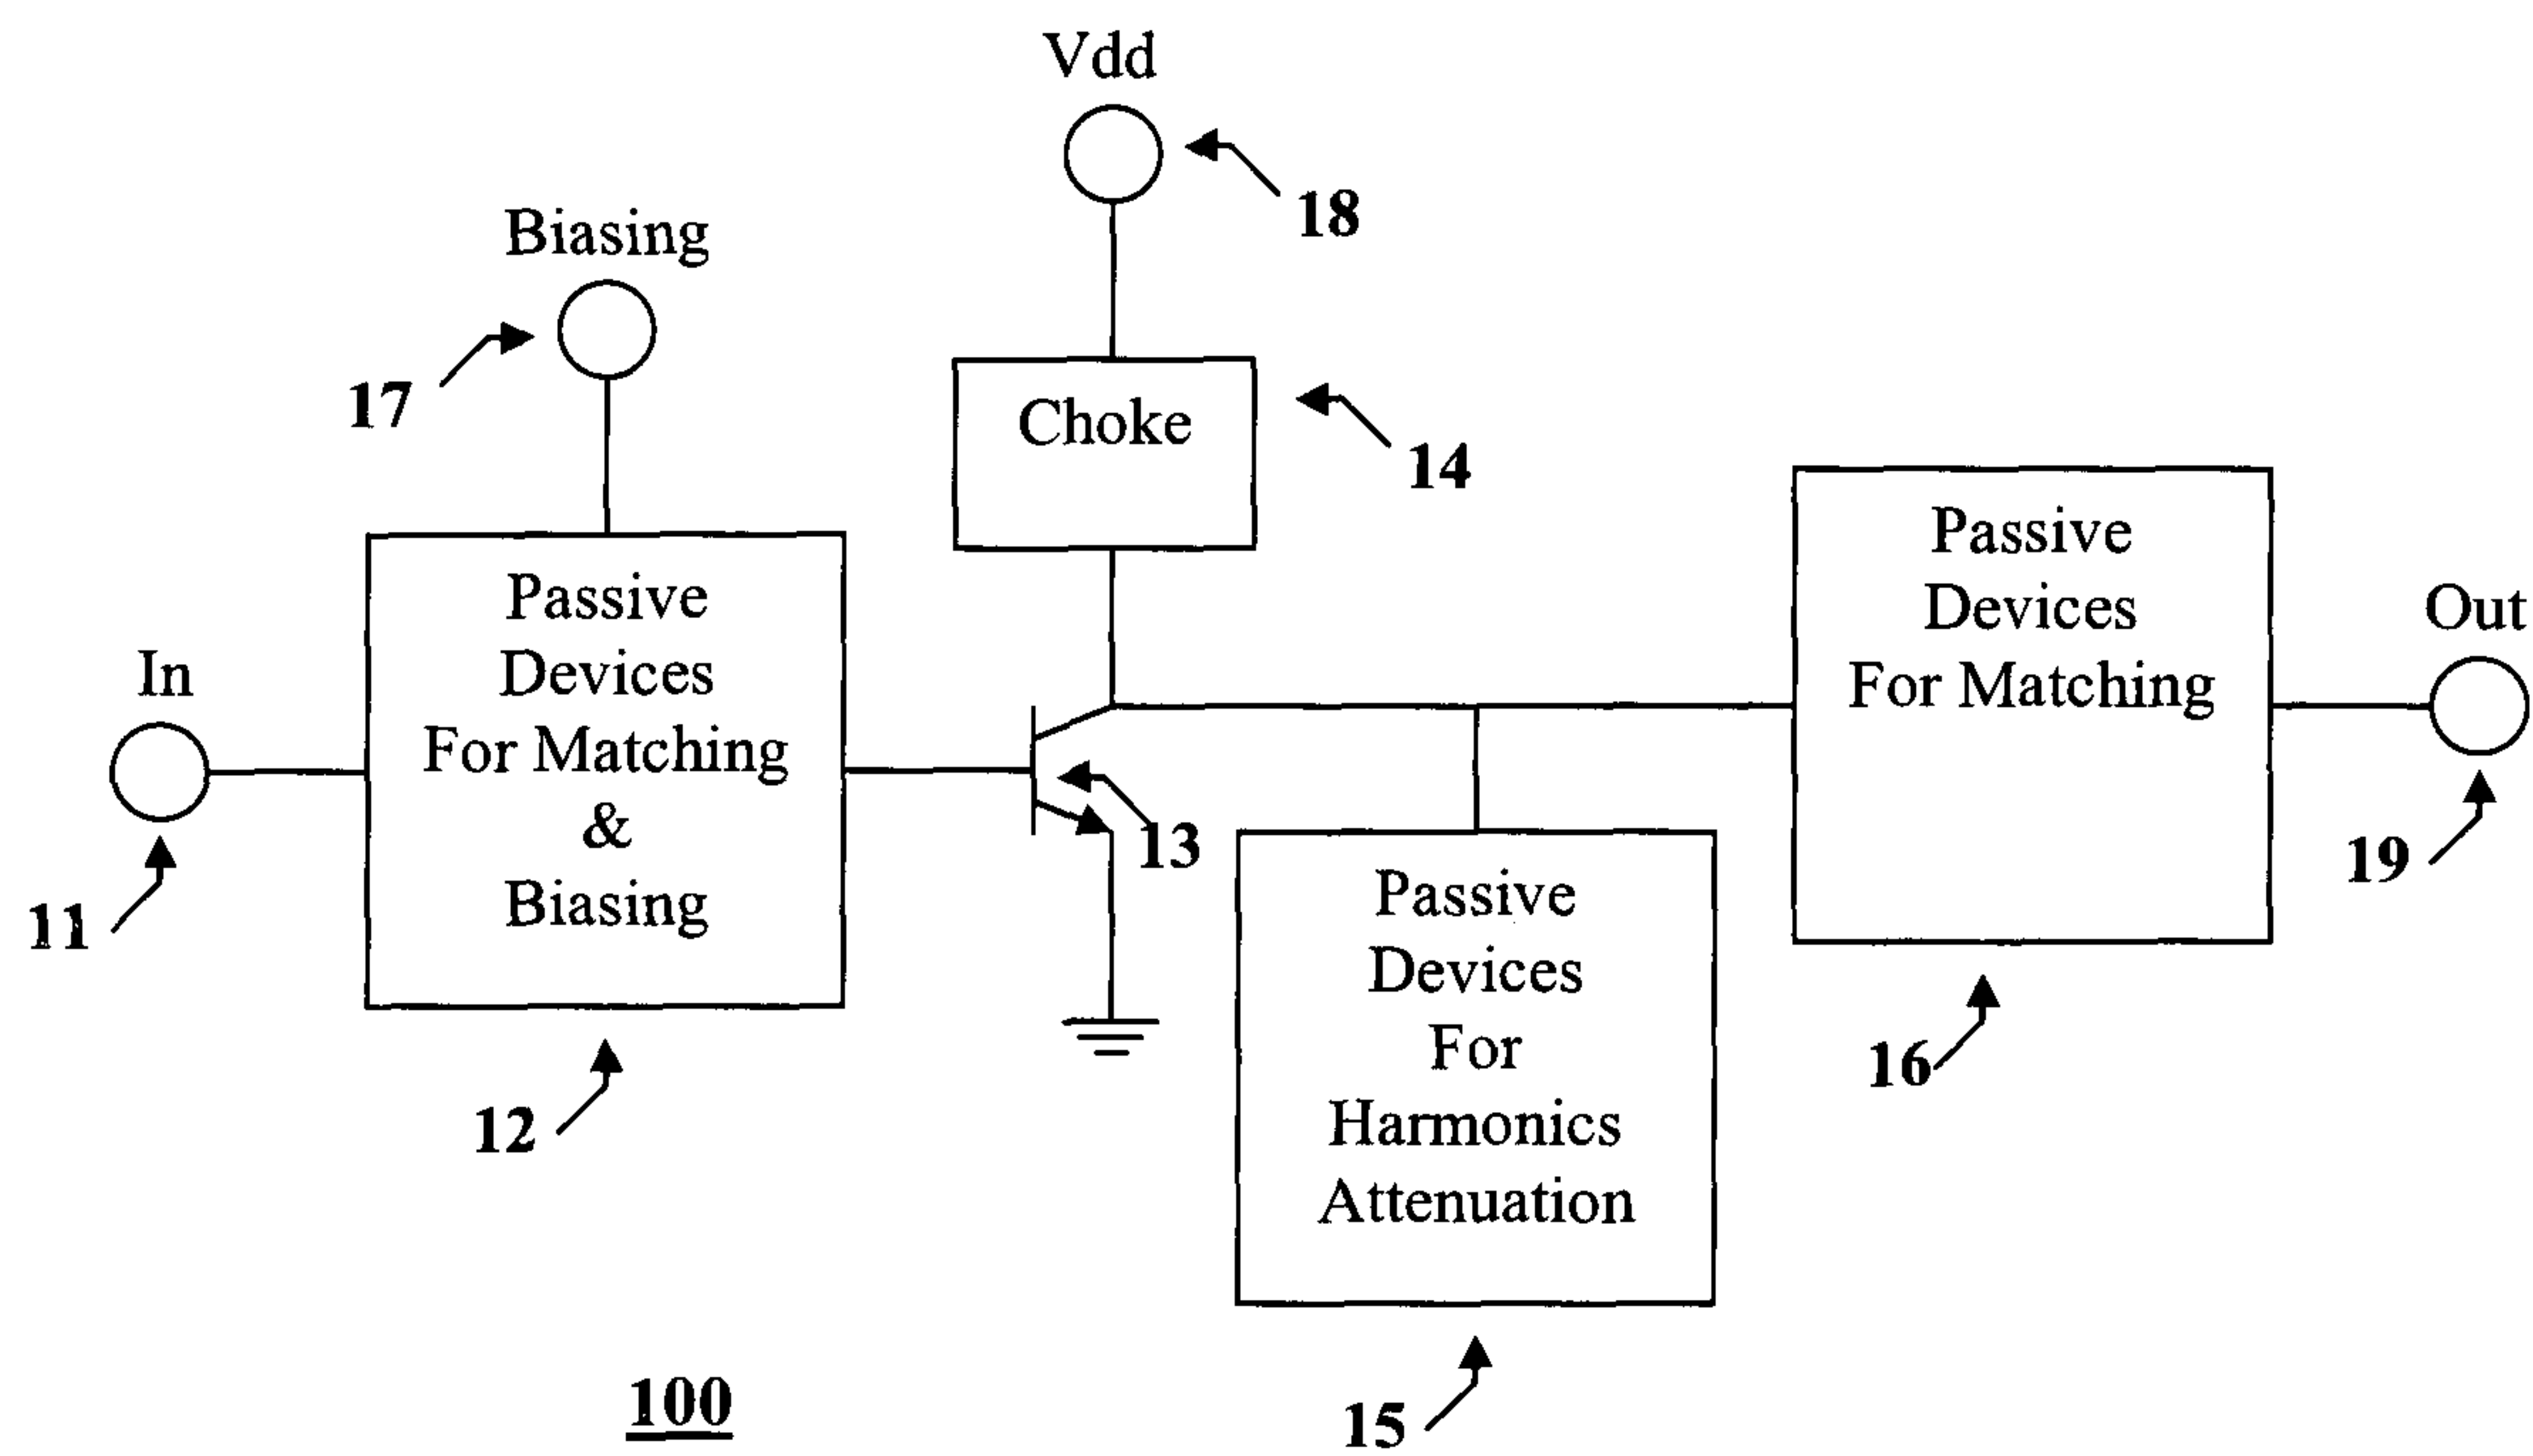 Vdd
18
Biasing
17
Choke
14
Passive
Devices
For Matching
&
Biasing
12
In
11
13
Passive
Devices
For
Harmonics
Attenuation
15
Passive
Devices
For Matching
16
Out
19
100